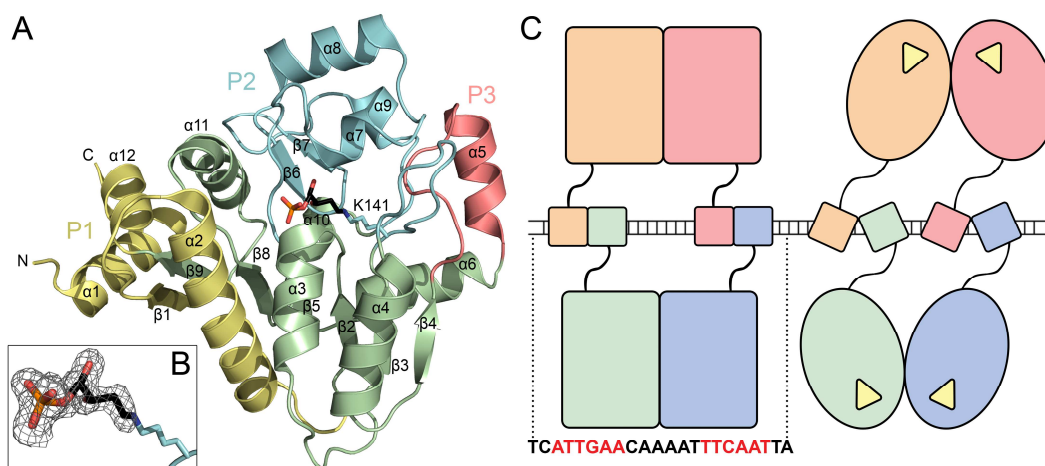 A
C
α8
P2
P3
α9
α11
β7
α7
α5
C
α12
β6
K141
P1
α10
α2
α6
N
β8
β9
α3
α4
α1
β5
β1
β2
β4
B
β3
TCATTGAACAAAATTTCAATTA